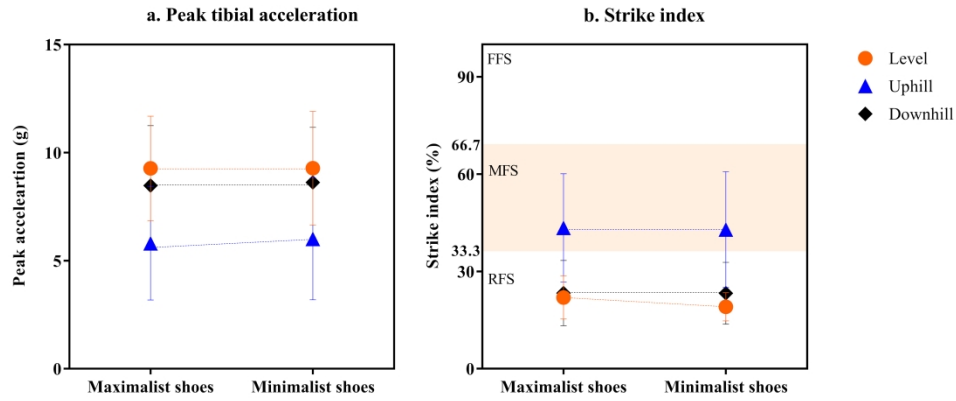 a. Peak tibial acceleration
15
10
5
0
Peak acceleartion (g)
Maximalist shoes
Minimalist shoes
b. Strike index
FFS
90
66.7
60
MFS
33.3
30
RFS
0
Strike index (%)
Maximalist shoes
Minimalist shoes
Level
Uphill
Downhill